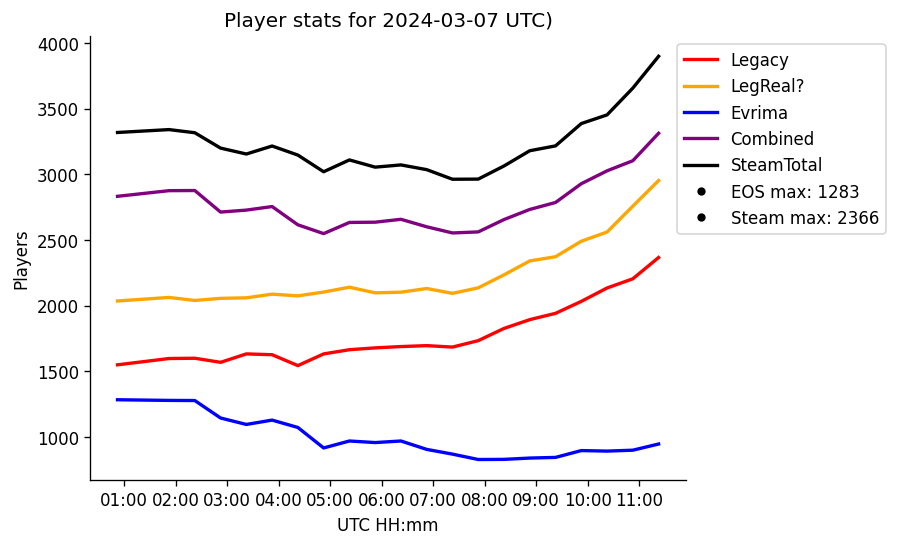 Player stats for 2024-03-07 UTC)
4000
3500
3000
2500
2000
1500
1000
Players
01:00 02:00 03:00 04:00 05:00 06:00 07:00 08:00 09:00 10:00 11:00
UTC HH:mm
Legacy
LegReal?
Evrima
Combined
SteamTotal
EOS max: 1283
Steam max: 2366